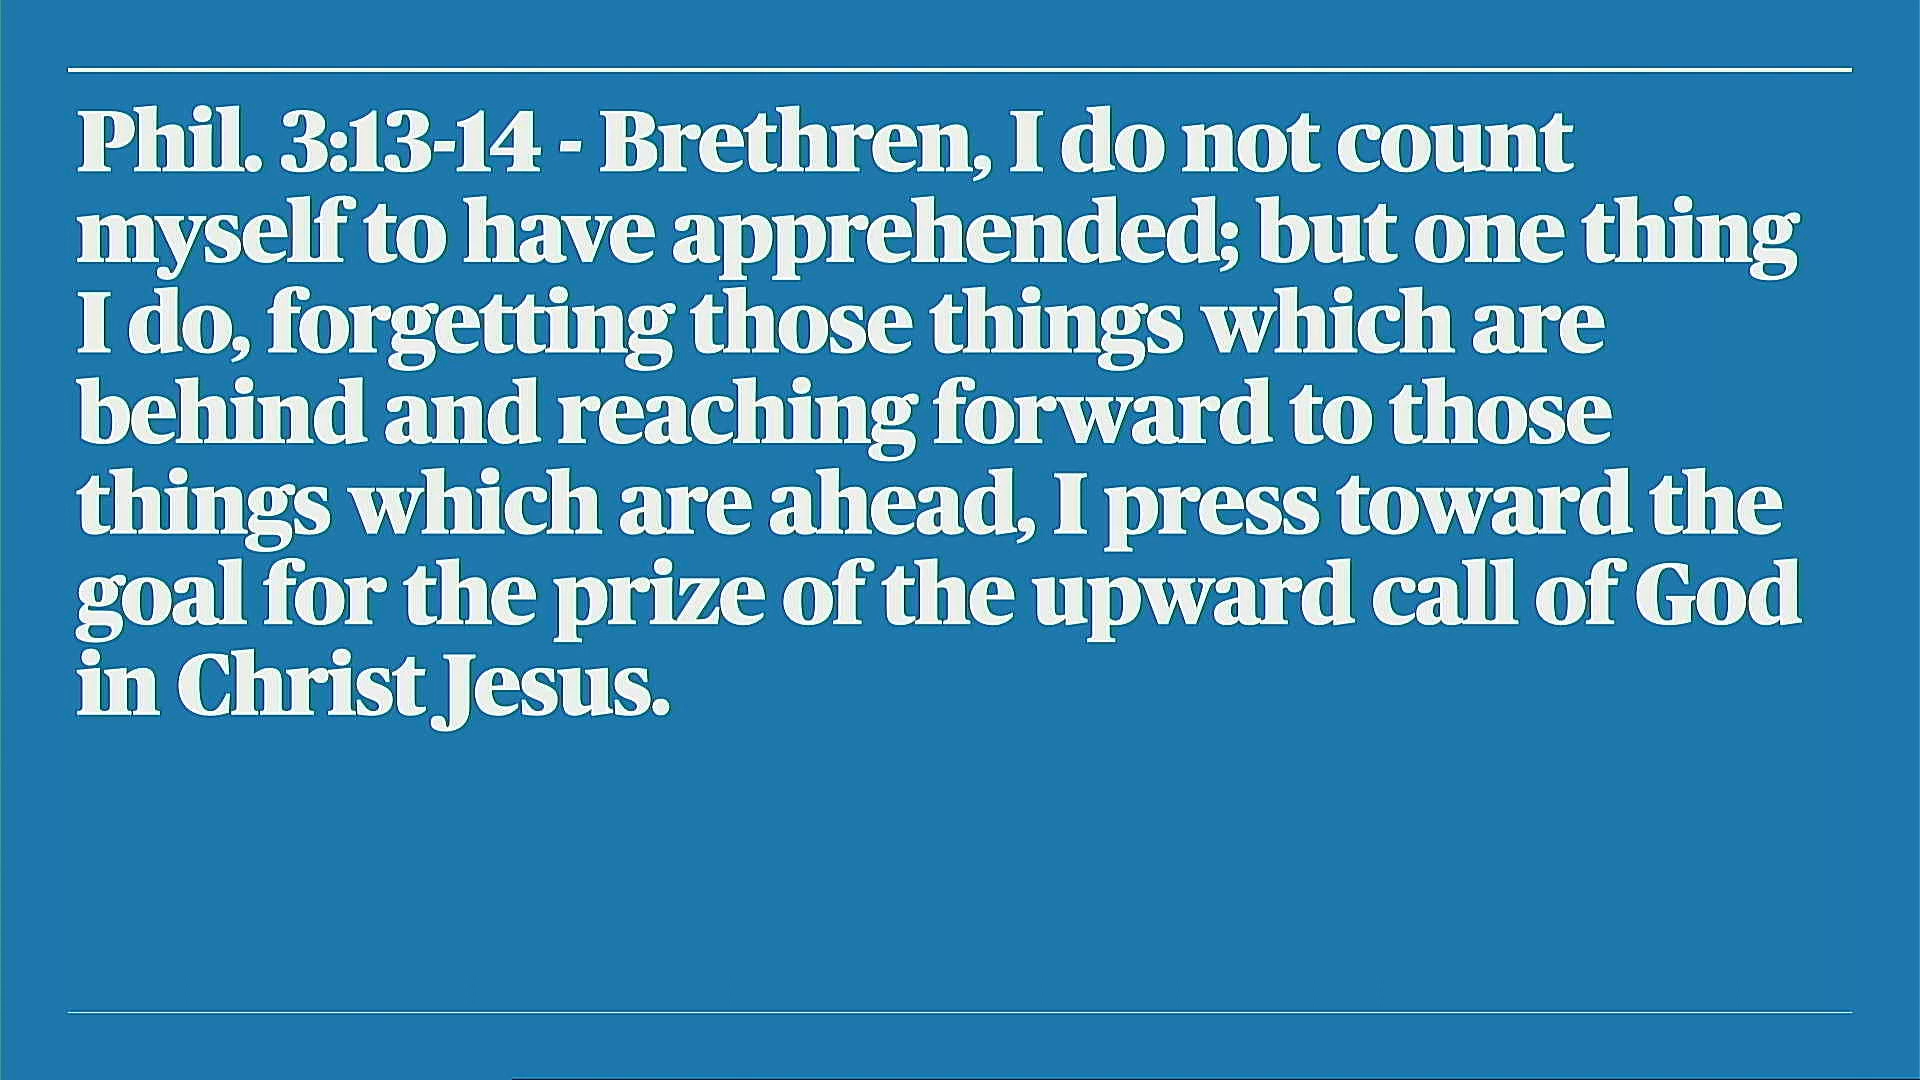 Phil. 3:13-14 - Brethren, I do not count
myself to have apprehended; but one thing
I do, forgetting those things which are
behind and reaching forward to those
things which are ahead, I press toward the
goal for the prize of the upward call of God
in Christ Jesus.